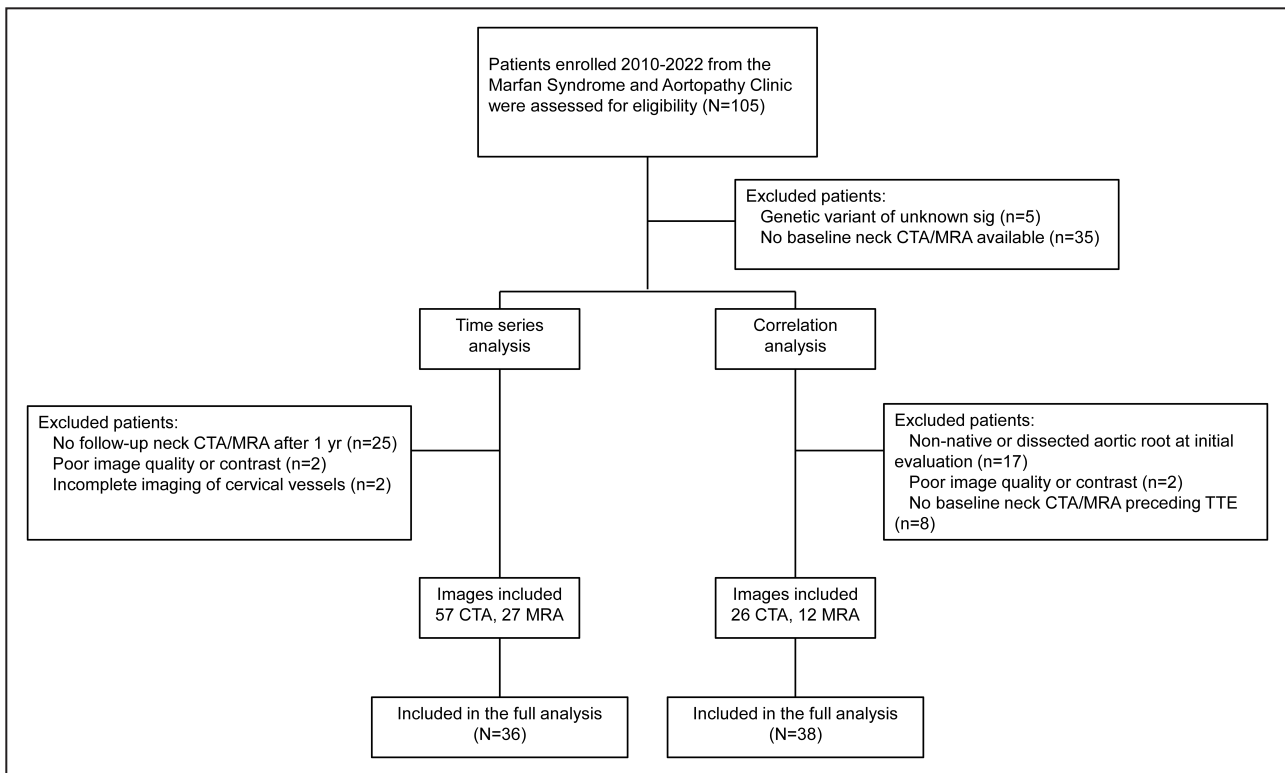 Patients enrolled 2010-2022 from the
Marfan Syndrome and Aortopathy Clinic
were assessed for eligibility (N=105)
Excluded patients:
Genetic variant of unknown sig (n=5)
No baseline neck CTA/MRA available (n=35)
Time series
analysis
Correlation
analysis
Excluded patients:
No follow-up neck CTA/MRA after 1 yr (n=25)
Poor image quality or contrast (n=2)
Incomplete imaging of cervical vessels (n=2)
Excluded patients:
Non-native or dissected aortic root at initial
evaluation (n=17)
Poor image quality or contrast (n=2)
No baseline neck CTA/MRA preceding TTE
(n=8)
Images included
57 CTA, 27 MRA
Images included
26 CTA, 12 MRA
Included in the full analysis
(N=36)
Included in the full analysis
(N=38)